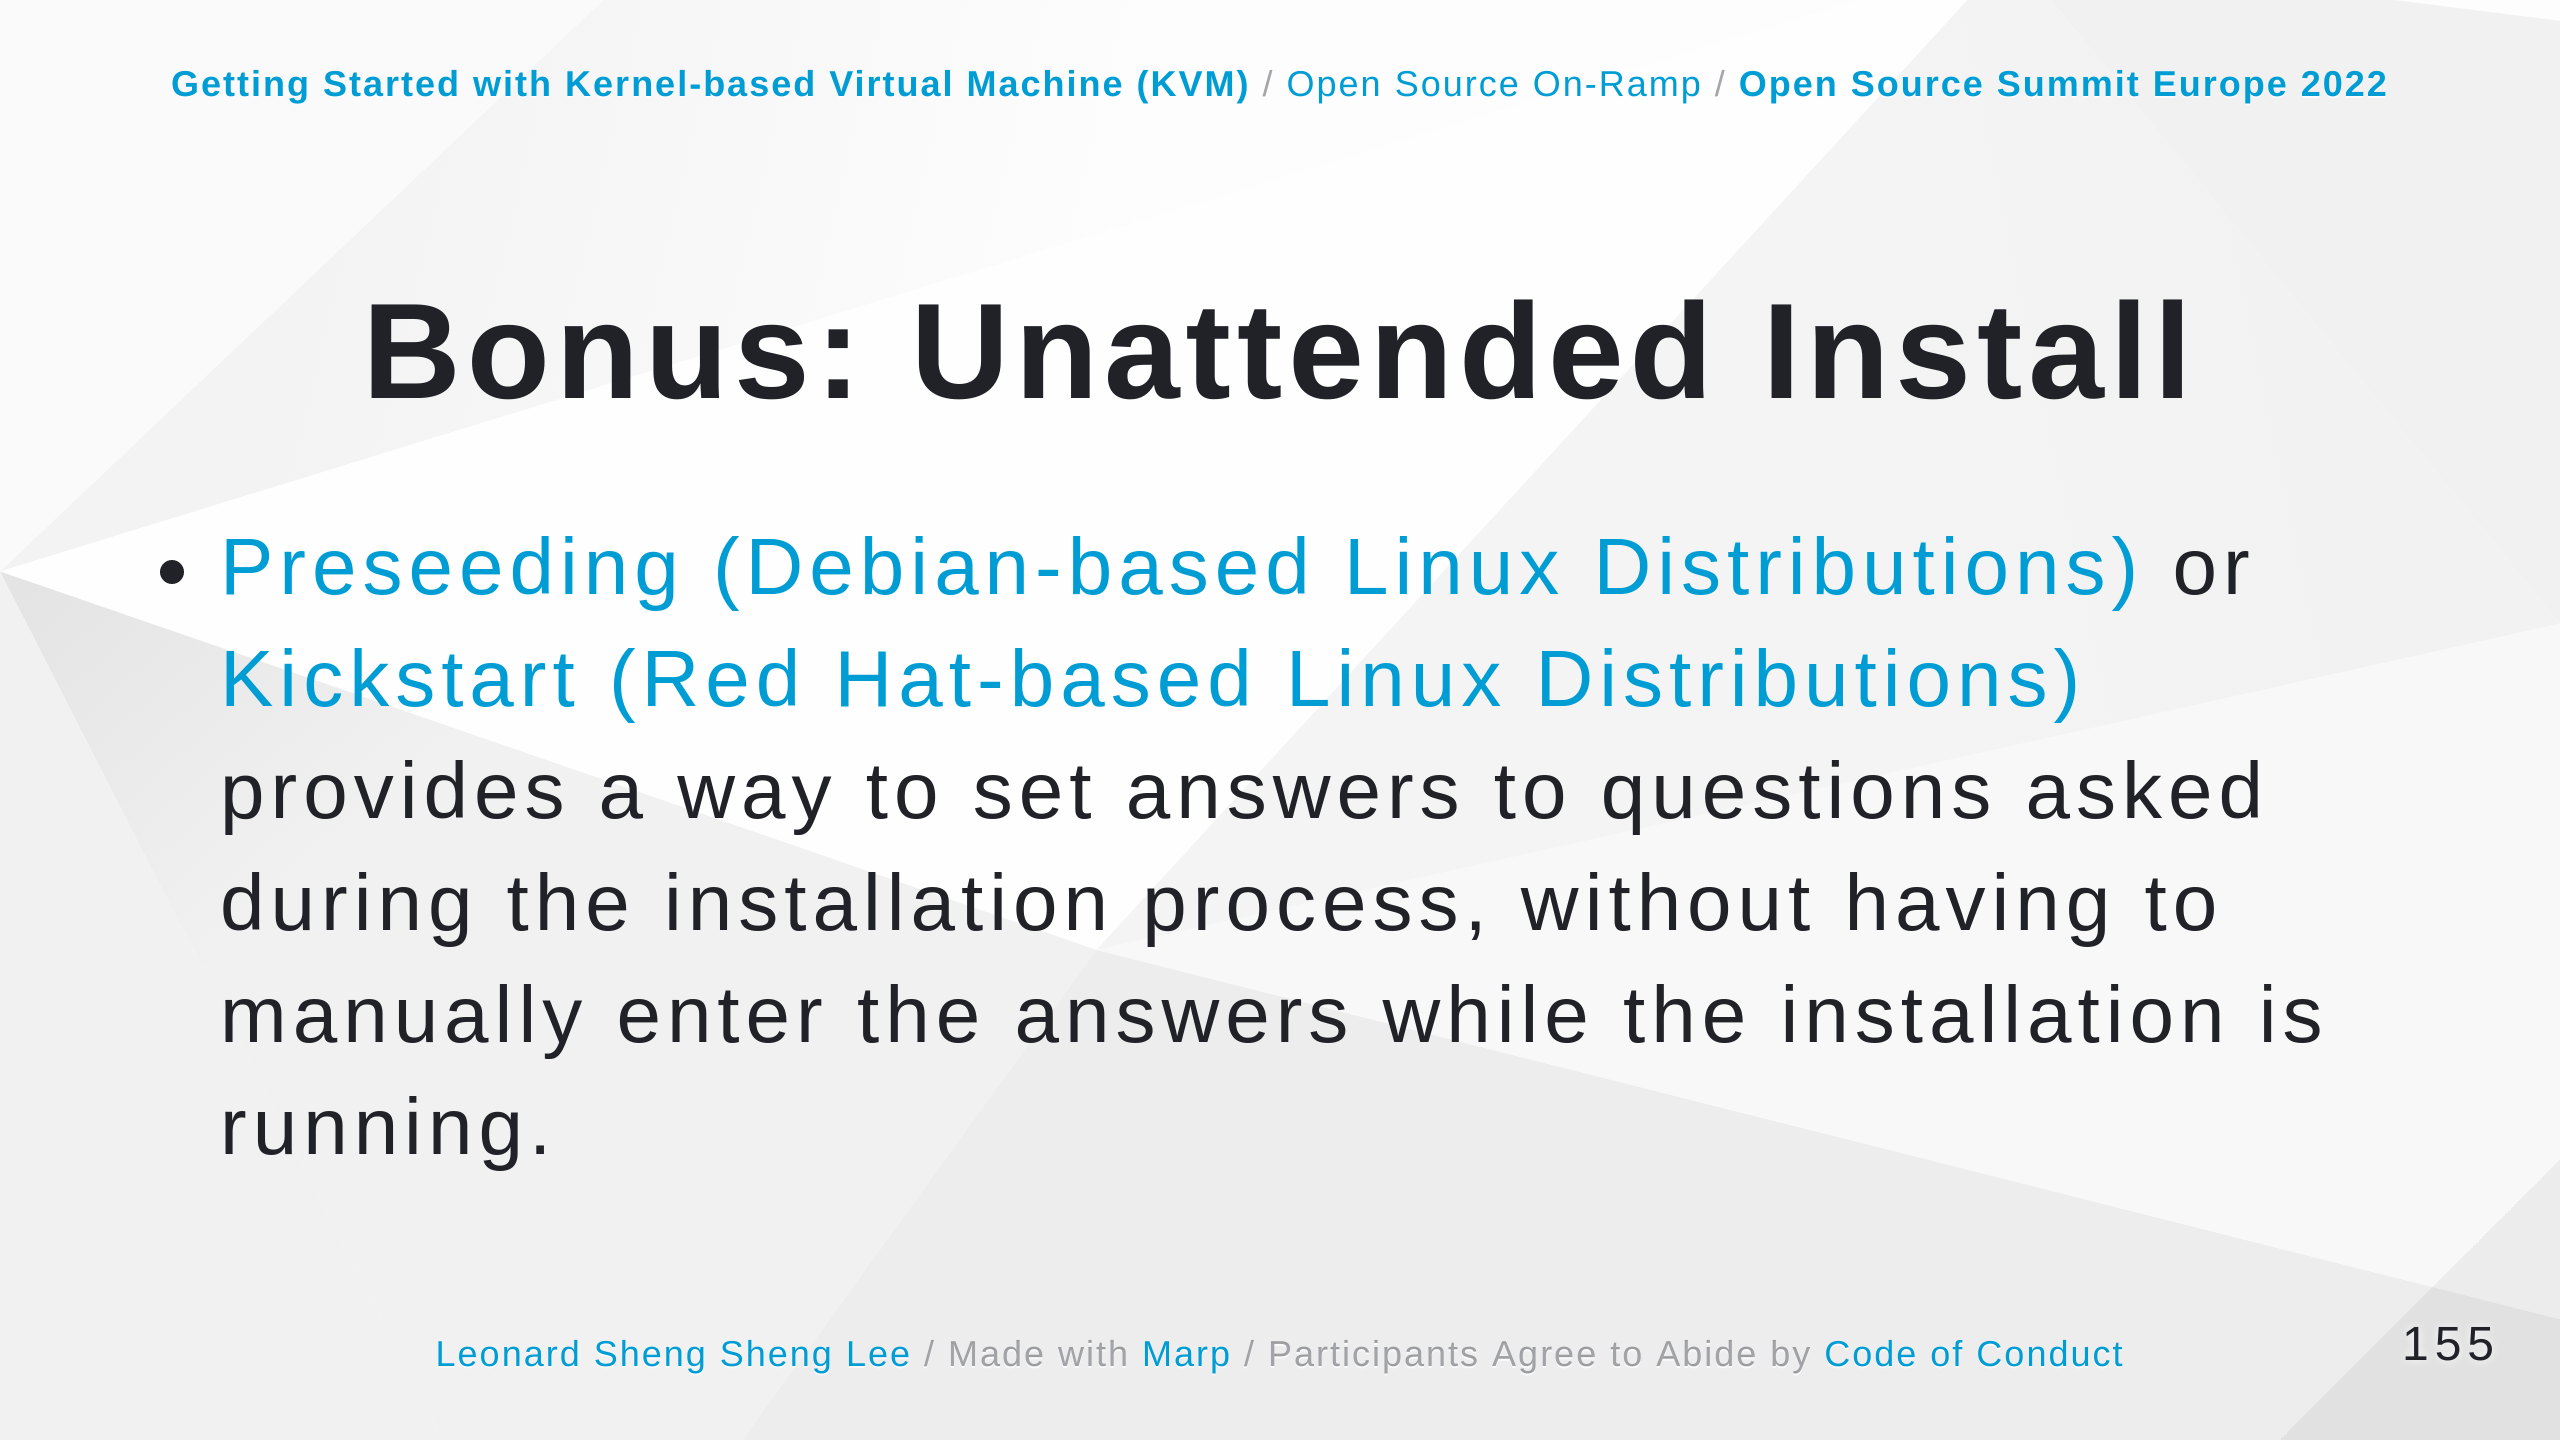 Getting Started with Kernel-based Virtual Machine (KVM) / Open Source On-Ramp / Open Source Summit Europe 2022
Bonus: Unattended Install
• Preseeding (Debian-based Linux Distributions) or
Kickstart (Red Hat-based Linux Distributions)
provides a way to set answers to questions asked
during the installation process, without having to
manually enter the answers while the installation is
running.
Leonard Sheng Sheng Lee / Made with Marp / Participants Agree to Abide by Code of Conduct
155